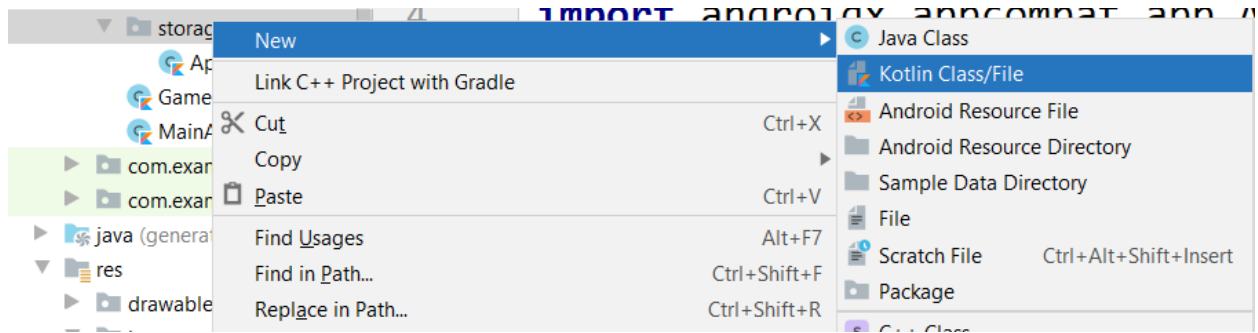 4 import androidx.appcompat.app.
storag
Ap
Game
MainA
com.exam
com.exam
java (generat
res
drawable
New
Link C++ Project with Gradle
Cut Ctrl+X
Copy
Paste Ctrl+V
Find Usages Alt+F7
Find in Path... Ctrl+Shift+F
Replace in Path... Ctrl+Shift+R
Java Class
Kotlin Class/File
Android Resource File
Android Resource Directory
Sample Data Directory
File
Scratch File Ctrl+Alt+Shift+Insert
Package
C++ Class